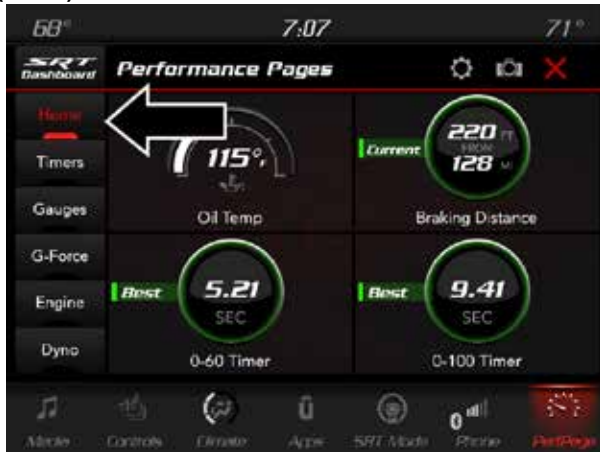 68° 7:07 71°
SRT Dashboard Performance Pages
Home
Timers
Gauges
G-Force
Engine
Dyno
115°
Oil Temp
Current
220 FT
FROM
128 MI
Braking Distance
Best
5.21
SEC
0-60 Timer
Best
9.41
SEC
0-100 Timer
Media Controls Climate Apps SRT Mode Phone PerfPage
0